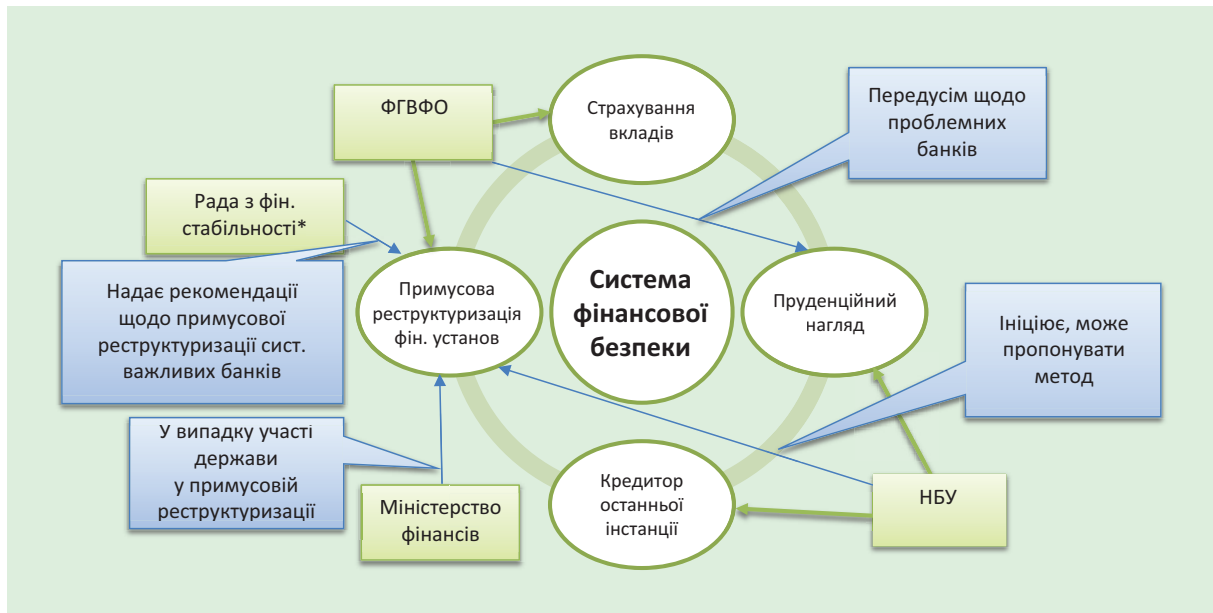 ФГВФО
Страхування
вкладів
Передусім щодо
проблемних
банків
Рада з фін.
стабільності*
Надає рекомендації
щодо примусової
реструктуризації сист.
важливих банків
Примусова
реструктуризація
фін. установ
Система
фінансової
безпеки
Пруденційний
нагляд
Ініціює, може
пропонувати
метод
У випадку участі
держави
у примусовій
реструктуризації
Міністерство
фінансів
Кредитор
останньої
інстанції
НБУ